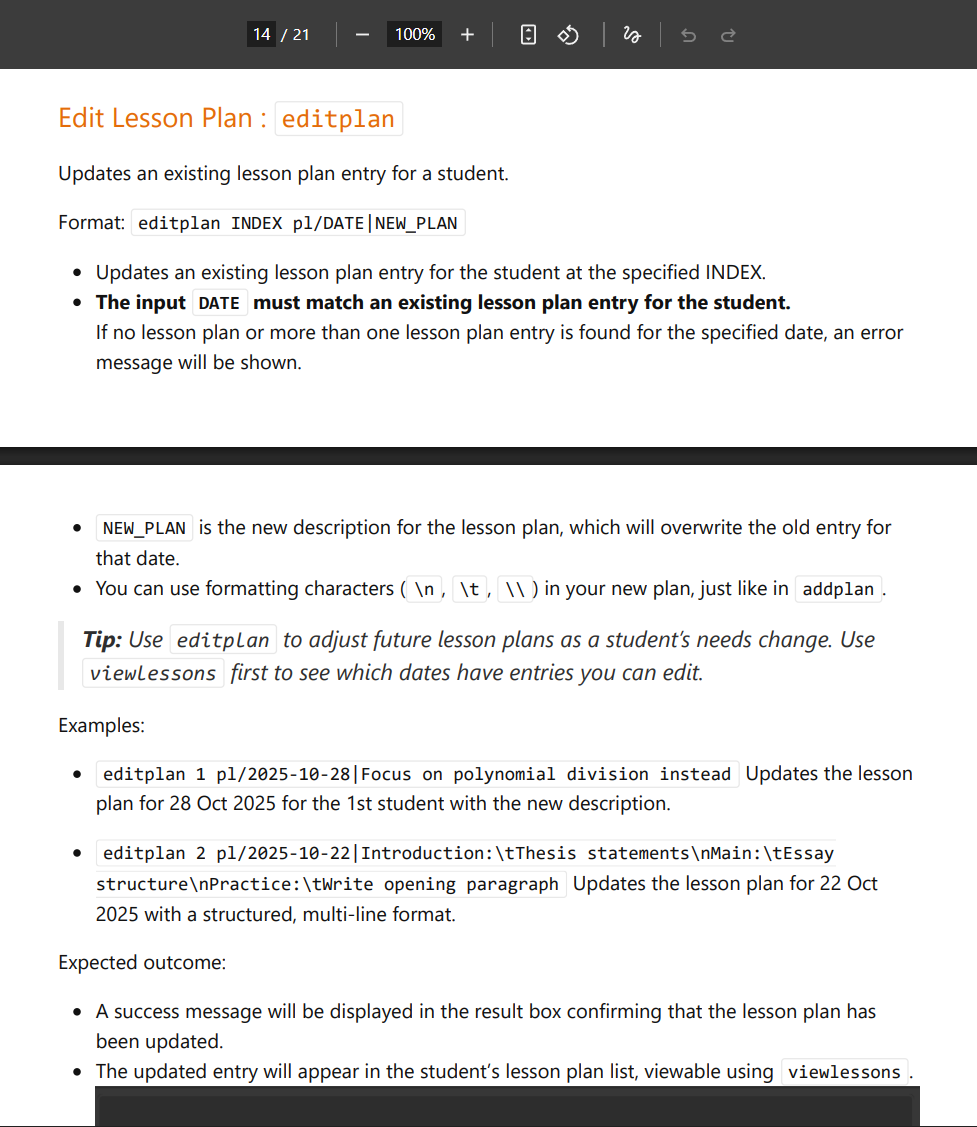 14 / 21 100%
Edit Lesson Plan : editplan
Updates an existing lesson plan entry for a student.
Format: editplan INDEX pl/DATE|NEW_PLAN
• Updates an existing lesson plan entry for the student at the specified INDEX.
• The input DATE must match an existing lesson plan entry for the student.
If no lesson plan or more than one lesson plan entry is found for the specified date, an error
message will be shown.
• NEW_PLAN is the new description for the lesson plan, which will overwrite the old entry for
that date.
• You can use formatting characters ( \n , \t , \\ ) in your new plan, just like in addplan .
Tip: Use editplan to adjust future lesson plans as a student’s needs change. Use
viewlessons first to see which dates have entries you can edit.
Examples:
• editplan 1 pl/2025-10-28|Focus on polynomial division instead Updates the lesson
plan for 28 Oct 2025 for the 1st student with the new description.
• editplan 2 pl/2025-10-22|Introduction:\tThesis statements\nMain:\tEssay
structure\nPractice:\tWrite opening paragraph Updates the lesson plan for 22 Oct
2025 with a structured, multi-line format.
Expected outcome:
• A success message will be displayed in the result box confirming that the lesson plan has
been updated.
• The updated entry will appear in the student’s lesson plan list, viewable using viewlessons .